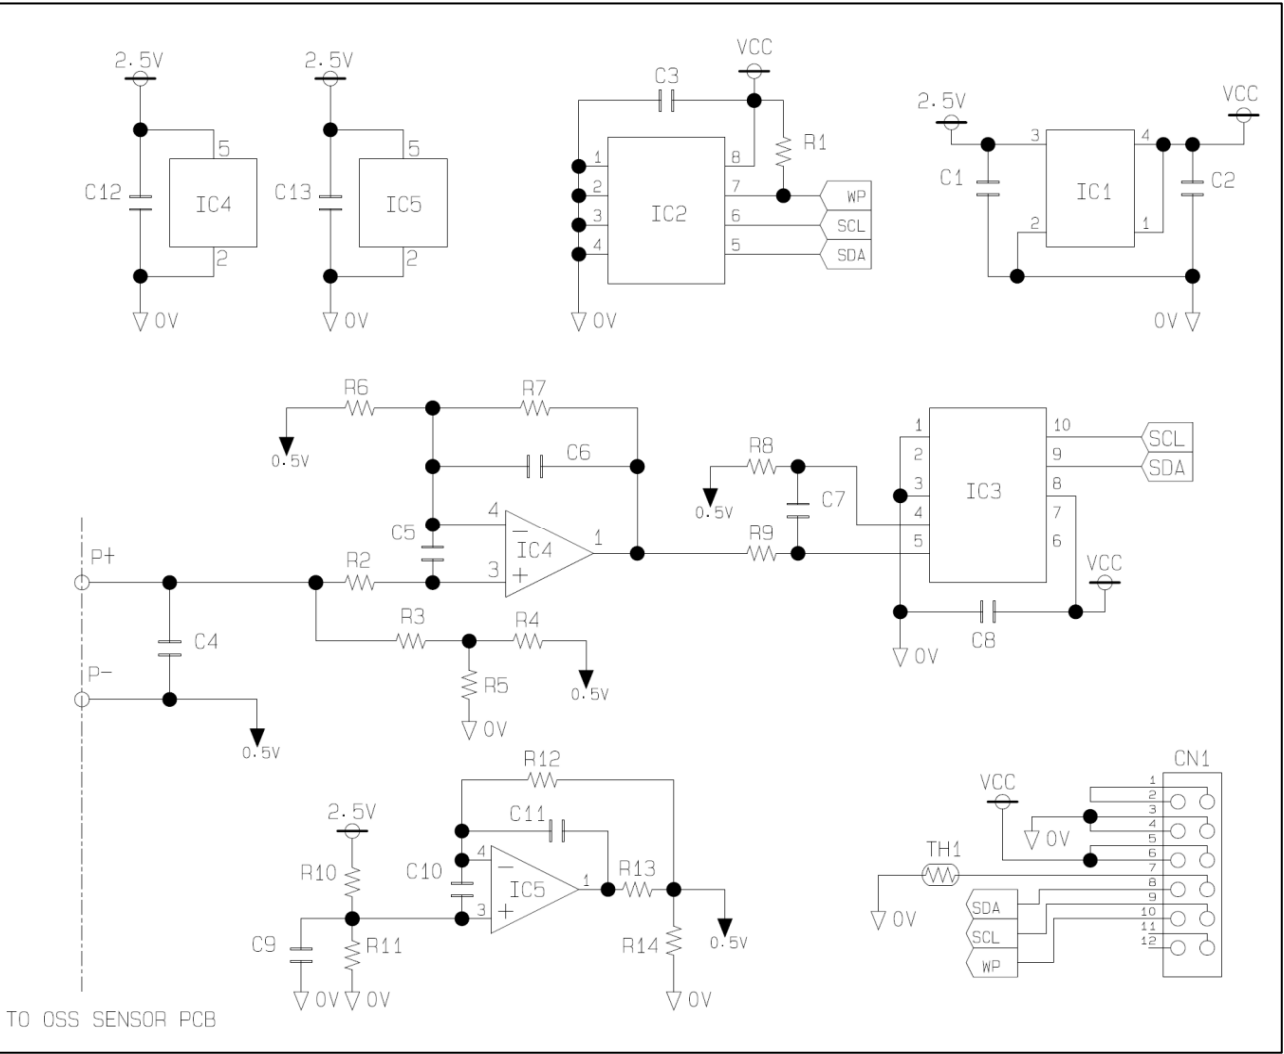 2.5V
C12
5
IC4
2
0V
2.5V
C13
5
IC5
2
0V
VCC
C3
R1
1
2
3
4
IC2
8
7
6
5
WP
SCL
SDA
0V
2.5V
VCC
3
4
C1
IC1
C2
2
1
0V
R6
R7
0.5V
C6
4
C5
IC4
1
3
P+
R2
C4
R3
R4
P-
R5
0.5V
0V
0.5V
R8
0.5V
C7
R9
1
2
3
4
5
IC3
10
9
8
7
6
SCL
SDA
VCC
C8
0V
R12
2.5V
C11
R10
C10
4
IC5
1
3
R13
C9
R11
R14
0.5V
0V
0V
0V
TO OSS SENSOR PCB
CN1
VCC
1
2
3
4
0V
5
6
TH1
7
8
9
10
11
12
0V
SDA
SCL
WP